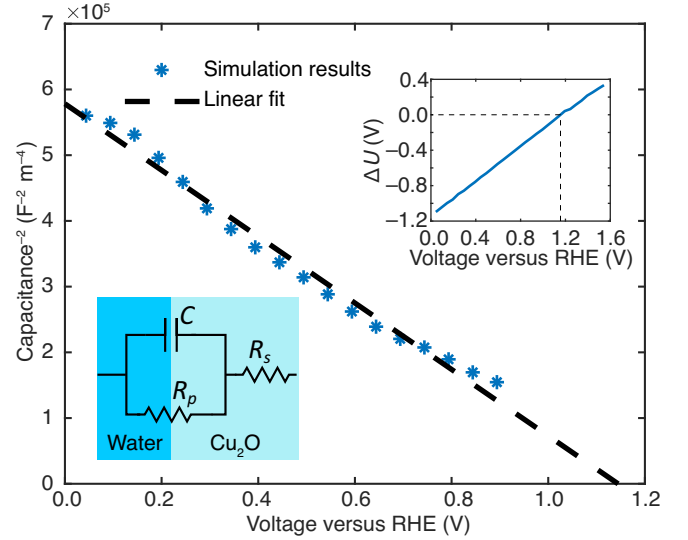 7 × 10⁵
6
5
4
3
2
1
0
Capacitance⁻² (F⁻² m⁻⁴)
Simulation results
Linear fit
0.4
0.0
−0.4
−0.8
−1.2
ΔU (V)
0.0 0.4 0.8 1.2 1.6
Voltage versus RHE (V)
C
Rₛ
Rₚ
Water Cu₂O
0.0 0.2 0.4 0.6 0.8 1.0 1.2
Voltage versus RHE (V)